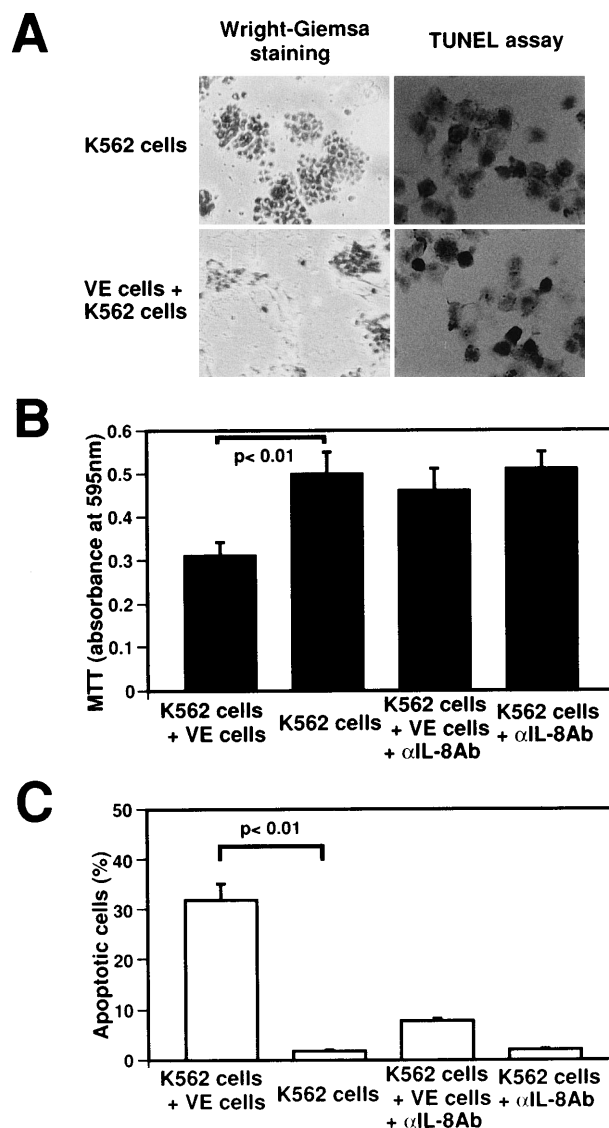 A
Wright-Giemsa
staining
TUNEL assay
K562 cells
VE cells +
K562 cells
B
MTT (absorbance at 595nm)
0.6
0.5
0.4
0.3
0.2
0.1
0
p< 0.01
K562 cells
+ VE cells
K562 cells
K562 cells
+ VE cells
+ αIL-8Ab
K562 cells
+ αIL-8Ab
C
Apoptotic cells (%)
50
40
30
20
10
0
p< 0.01
K562 cells
+ VE cells
K562 cells
K562 cells
+ VE cells
+ αIL-8Ab
K562 cells
+ αIL-8Ab